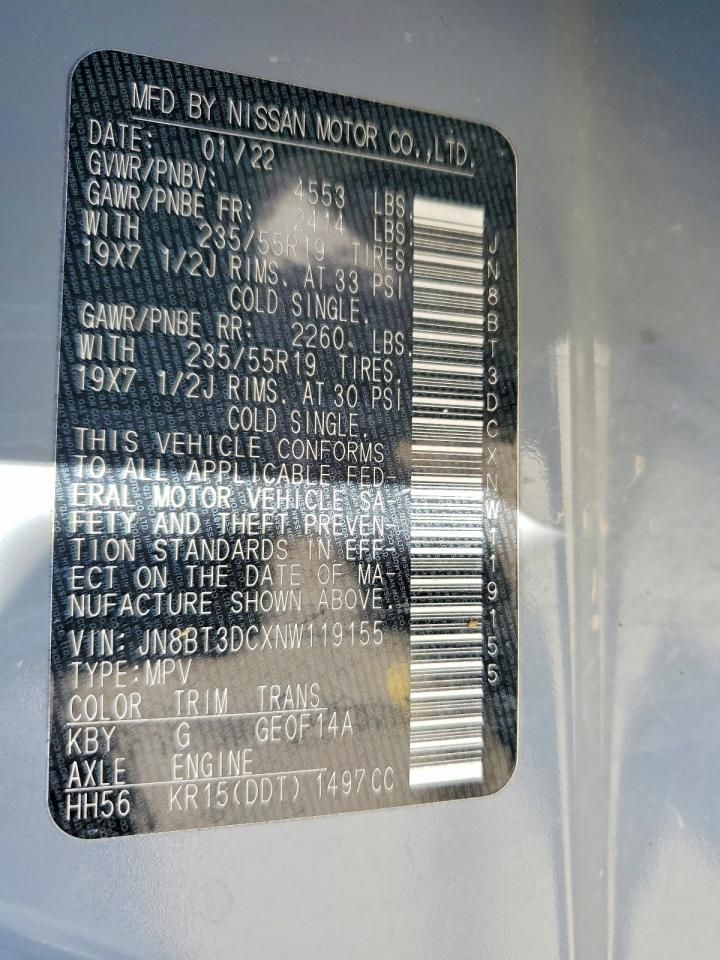 MFD BY NISSAN MOTOR CO.,LTD.
DATE: 01/22
GVWR/PNBV: 4553 LBS.
GAWR/PNBE FR: 2414 LBS.
WITH 235/55R19 TIRES,
19X7 1/2J RIMS. AT 33 PSI
COLD SINGLE.
GAWR/PNBE RR: 2260 LBS.
WITH 235/55R19 TIRES,
19X7 1/2J RIMS. AT 30 PSI
COLD SINGLE.
THIS VEHICLE CONFORMS
TO ALL APPLICABLE FED-
ERAL MOTOR VEHICLE SA-
FETY AND THEFT PREVEN-
TION STANDARDS IN EFF-
ECT ON THE DATE OF MA-
NUFACTURE SHOWN ABOVE.
VIN: JN8BT3DCXNW119155
TYPE:MPV
COLOR TRIM TRANS
KBY G GE0F14A
AXLE ENGINE
HH56 KR15(DDT) 1497CC
JN8BT3DCXNW119155